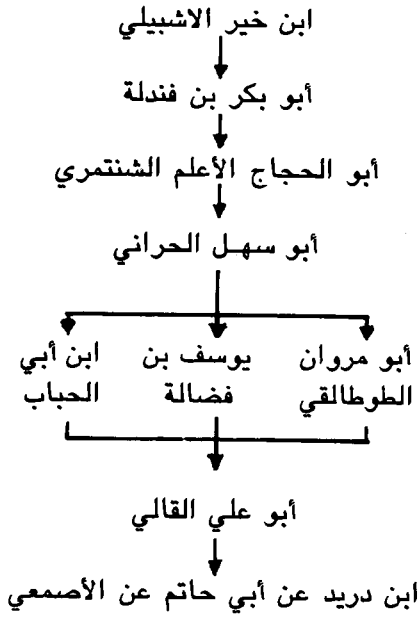 ابن خير الاشبيلي
أبو بكر بن فندلة
أبو الحجاج الأعلم الشنتمري
أبو سهل الحراني
أبو مروان
الطوطالقي
يوسف بن
فضالة
ابن أبي
الحباب
أبو علي القالي
ابن دريد عن أبي حاتم عن الأصمعي